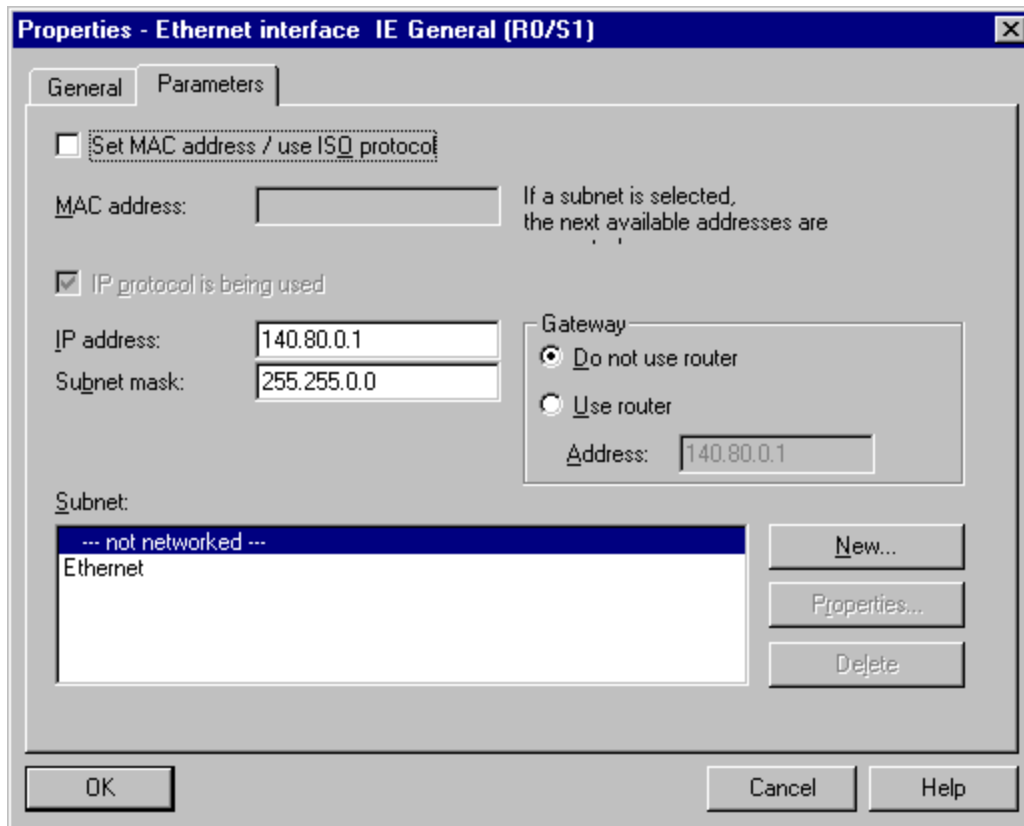 Properties - Ethernet interface IE General (R0/S1)
General
Parameters
Set MAC address / use ISO protocol
MAC address:
If a subnet is selected,
the next available addresses are
IP protocol is being used
IP address:
140.80.0.1
Subnet mask:
255.255.0.0
Gateway
Do not use router
Use router
Address:
140.80.0.1
Subnet:
--- not networked ---
Ethernet
New...
Properties...
Delete
OK
Cancel
Help